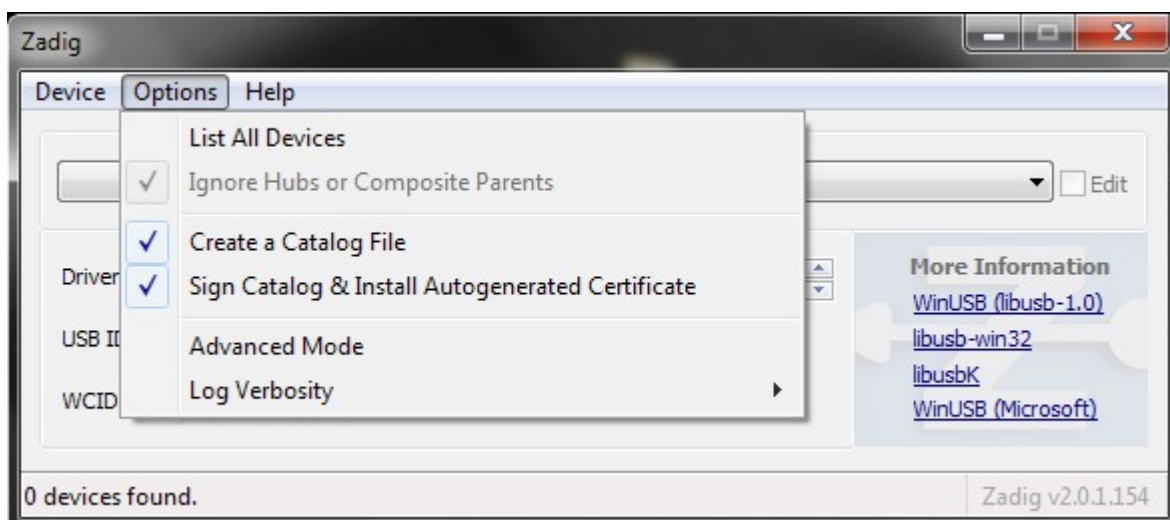 Zadig
Device Options Help
List All Devices
Ignore Hubs or Composite Parents
Edit
Create a Catalog File
Sign Catalog & Install Autogenerated Certificate
Advanced Mode
Log Verbosity
Driver
USB ID
WCID
More Information
WinUSB (libusb-1.0)
libusb-win32
libusbK
WinUSB (Microsoft)
0 devices found.
Zadig v2.0.1.154